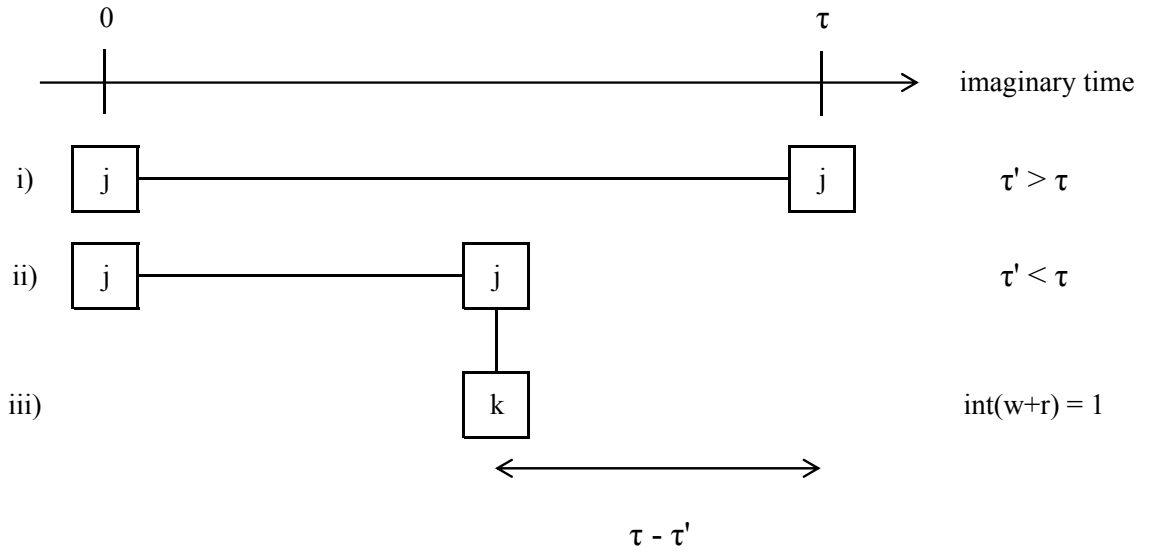 0 τ
imaginary time
i) j j τ' > τ
ii) j j τ' < τ
iii) k int(w+r) = 1
τ - τ'